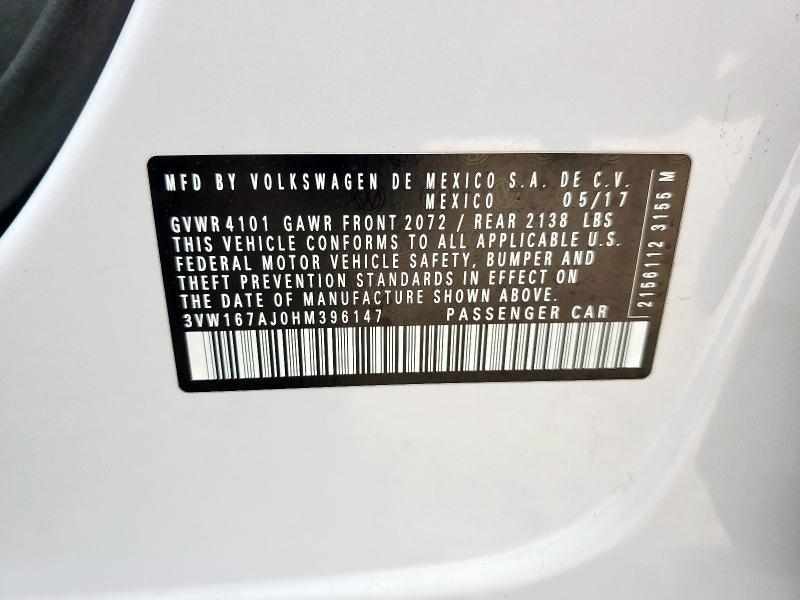 MFD BY VOLKSWAGEN DE MEXICO S.A. DE C.V.
MEXICO 05/17
GVWR 4101 GAWR FRONT 2072 / REAR 2138 LBS
THIS VEHICLE CONFORMS TO ALL APPLICABLE U.S.
FEDERAL MOTOR VEHICLE SAFETY, BUMPER AND
THEFT PREVENTION STANDARDS IN EFFECT ON
THE DATE OF MANUFACTURE SHOWN ABOVE.
3VW167AJ0HM396147 PASSENGER CAR
2156112 3155 M